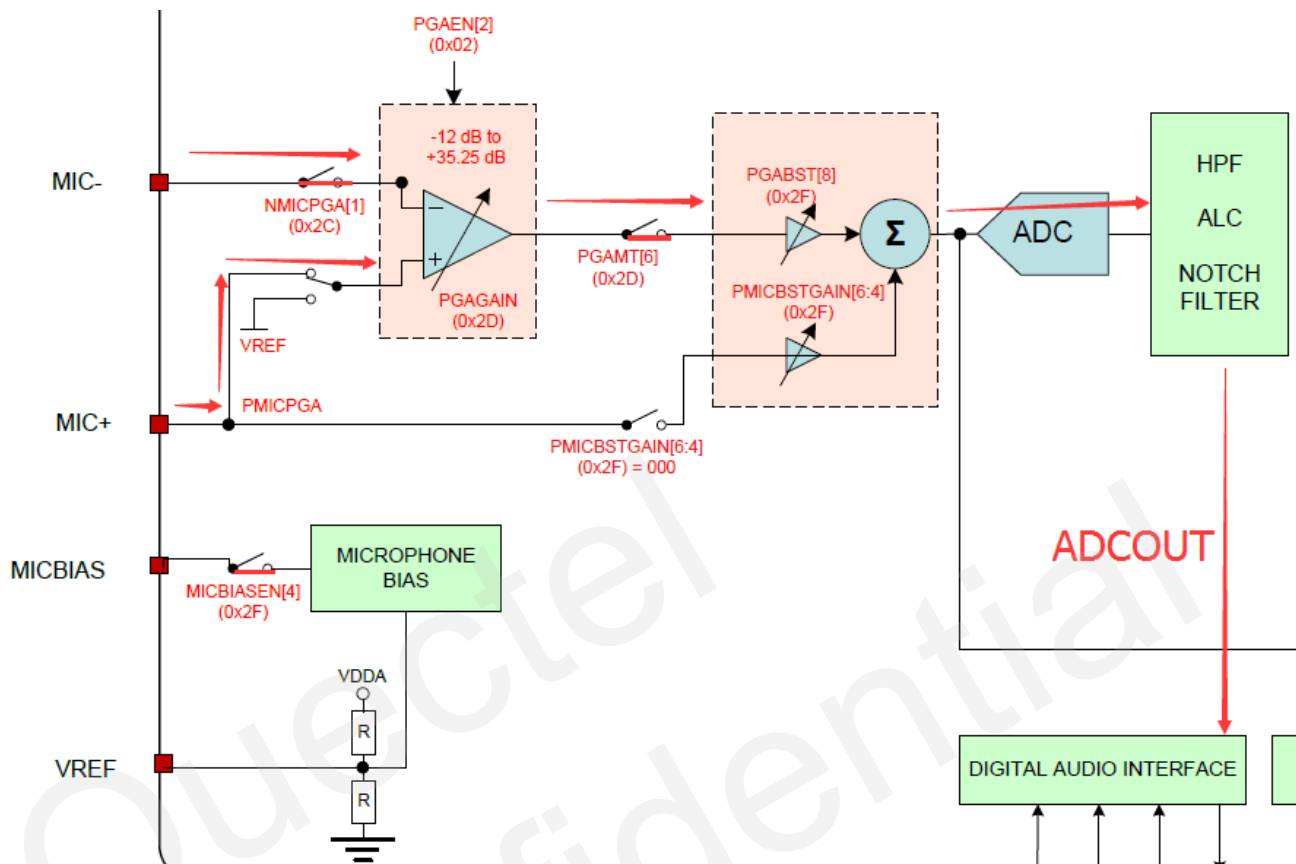 PGAEN[2]
(0x02)
-12 dB to
+35.25 dB
MIC-
NMICPGA[1]
(0x2C)
PGAGAIN
(0x2D)
VREF
PMICPGA
MIC+
PGAMT[6]
(0x2D)
PGABST[8]
(0x2F)
Σ
PMICBSTGAIN[6:4]
(0x2F)
PMICBSTGAIN[6:4]
(0x2F) = 000
ADC
HPF
ALC
NOTCH
FILTER
ADCOUT
MICBIAS
MICBIASEN[4]
(0x2F)
MICROPHONE
BIAS
VDDA
R
VREF
R
DIGITAL AUDIO INTERFACE
Quectel